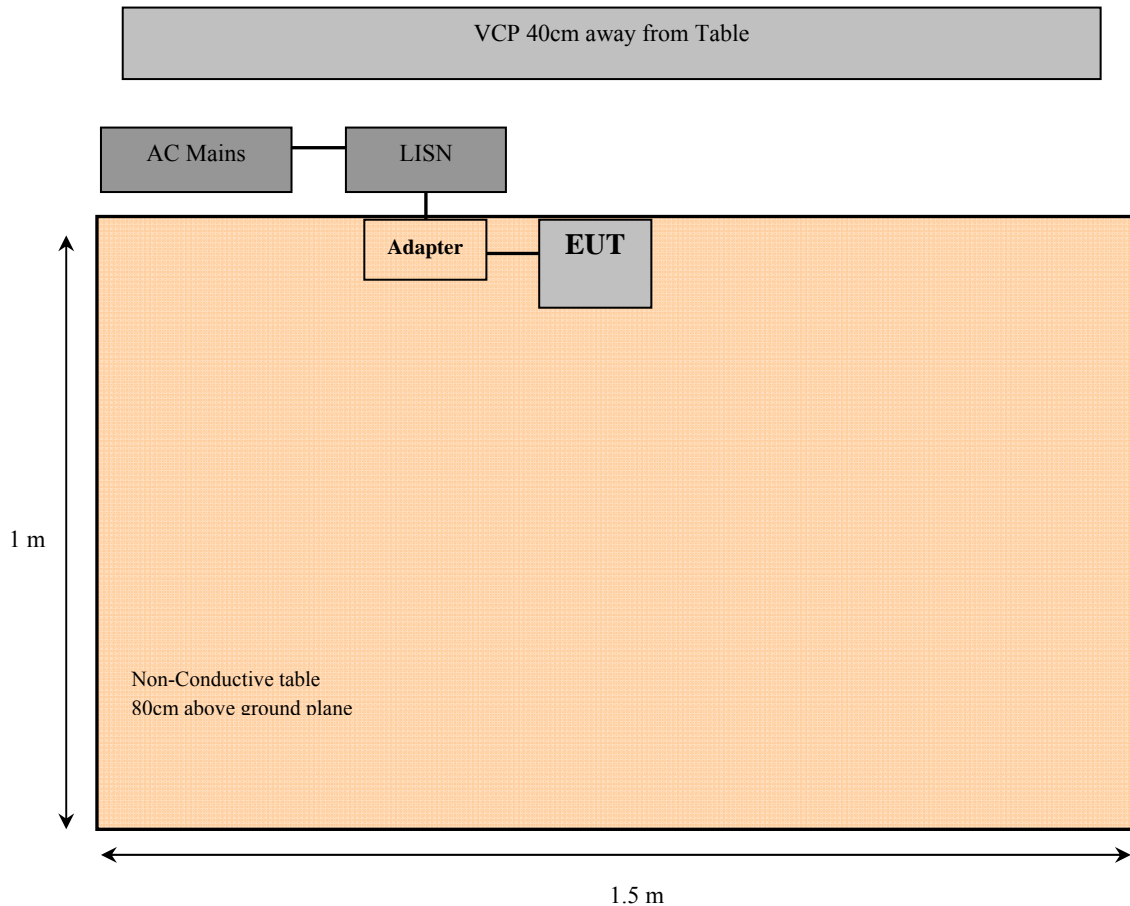 VCP 40cm away from Table
AC Mains
LISN
Adapter
EUT
1 m
Non-Conductive table
80cm above ground plane
1.5 m